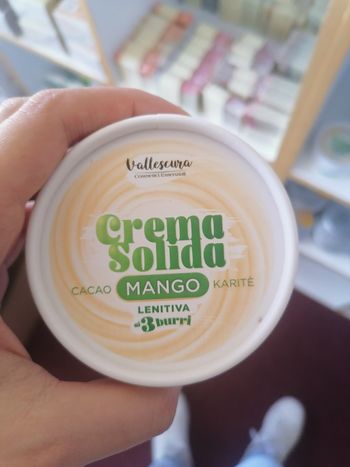 Vallescura
Crema
Solida
CACAO MANGO KARITÈ
LENITIVA
ai 3 burri